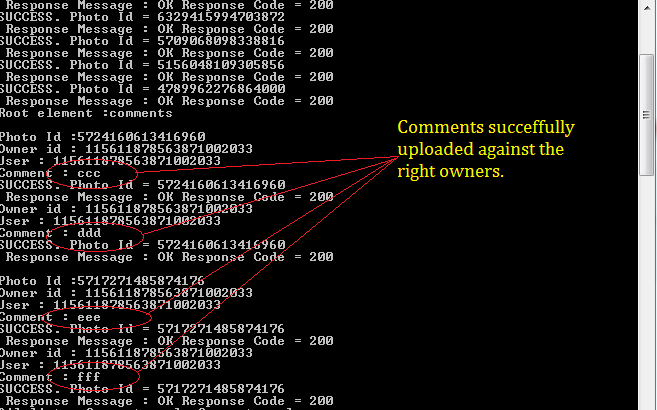 Response Message : OK Response Code = 200
SUCCESS. Photo Id = 6329415994703872
Response Message : OK Response Code = 200
SUCCESS. Photo Id = 5709068098338816
Response Message : OK Response Code = 200
SUCCESS. Photo Id = 5156048109305856
Response Message : OK Response Code = 200
SUCCESS. Photo Id = 4789962276864000
Response Message : OK Response Code = 200
Root element :comments
Photo Id :5724160613416960
Owner id : 115611878563871002033
User : 115611878563871002033
Comment : ccc
SUCCESS. Photo Id = 5724160613416960
Response Message : OK Response Code = 200
Owner id : 115611878563871002033
User : 115611878563871002033
Comment : ddd
SUCCESS. Photo Id = 5724160613416960
Response Message : OK Response Code = 200
Photo Id :5717271485874176
Owner id : 115611878563871002033
User : 115611878563871002033
Comment : eee
SUCCESS. Photo Id = 5717271485874176
Response Message : OK Response Code = 200
Owner id : 115611878563871002033
User : 115611878563871002033
Comment : fff
SUCCESS. Photo Id = 5717271485874176
Response Message : OK Response Code = 200
Comments succeffully
uploaded against the
right owners.